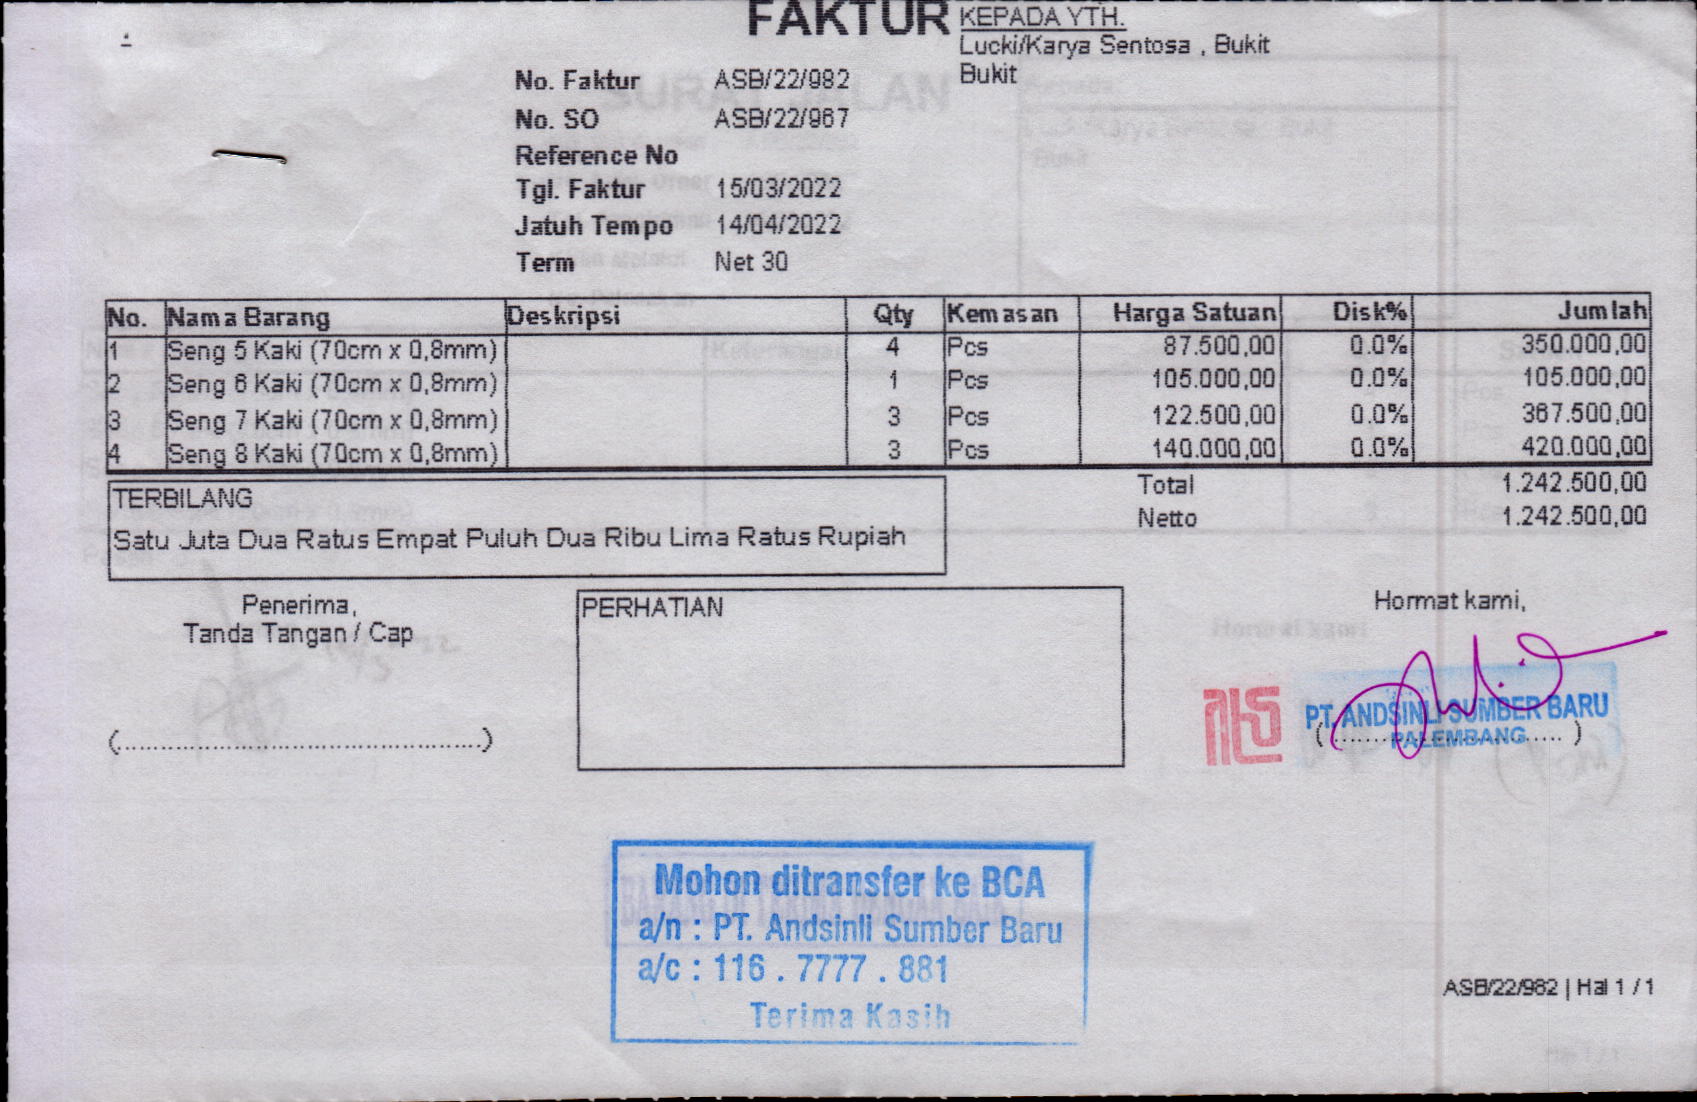 FAKTUR
KEPADA YTH.
Lucki/Karya Sentosa , Bukit
Bukit
No. Faktur ASB/22/982
No. SO ASB/22/967
Reference No
Tgl. Faktur 15/03/2022
Jatuh Tempo 14/04/2022
Term Net 30
No. Nama Barang Deskripsi Qty Kemasan Harga Satuan Disk% Jumlah
1 Seng 5 Kaki (70cm x 0,8mm) 4 Pcs 87.500,00 0.0% 350.000,00
2 Seng 6 Kaki (70cm x 0,8mm) 1 Pcs 105.000,00 0.0% 105.000,00
3 Seng 7 Kaki (70cm x 0,8mm) 3 Pcs 122.500,00 0.0% 367.500,00
4 Seng 8 Kaki (70cm x 0,8mm) 3 Pcs 140.000,00 0.0% 420.000,00
Total 1.242.500,00
Netto 1.242.500,00
TERBILANG
Satu Juta Dua Ratus Empat Puluh Dua Ribu Lima Ratus Rupiah
Penerima,
Tanda Tangan / Cap
(................................................)
PERHATIAN
Hormat kami,
PT. ANDSINLI SUMBER BARU
PALEMBANG
Mohon ditransfer ke BCA
a/n : PT. Andsinli Sumber Baru
a/c : 116 . 7777 . 881
Terima Kasih
ASB/22/982 | Hal 1 / 1